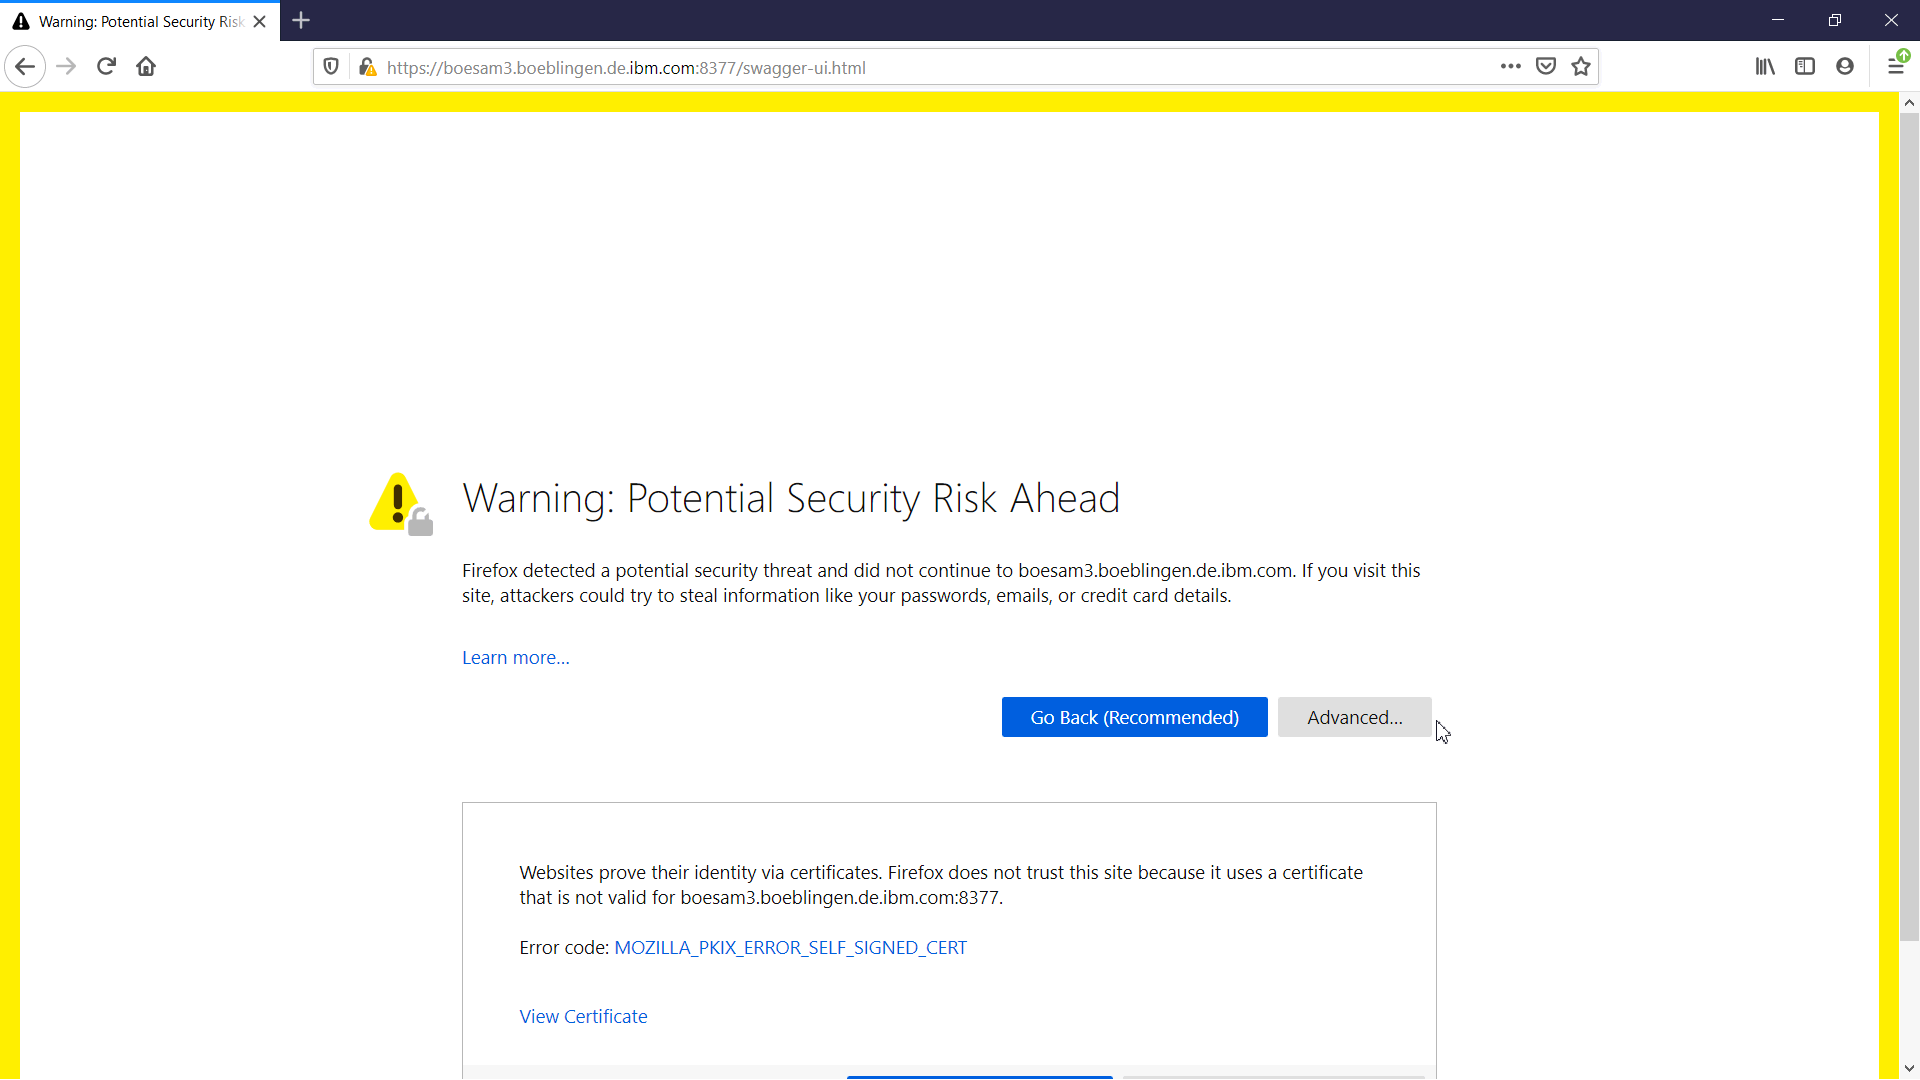 Warning: Potential Security Risk
https://boesam3.boeblingen.de.ibm.com:8377/swagger-ui.html
Warning: Potential Security Risk Ahead
Firefox detected a potential security threat and did not continue to boesam3.boeblingen.de.ibm.com. If you visit this
site, attackers could try to steal information like your passwords, emails, or credit card details.
Learn more...
Go Back (Recommended)
Advanced...
Websites prove their identity via certificates. Firefox does not trust this site because it uses a certificate
that is not valid for boesam3.boeblingen.de.ibm.com:8377.
Error code: MOZILLA_PKIX_ERROR_SELF_SIGNED_CERT
View Certificate